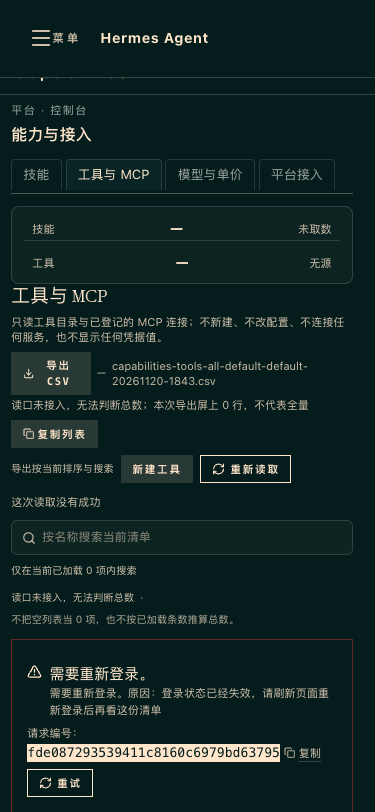 菜单
Hermes Agent
平台 · 控制台
能力与接入
技能
工具与 MCP
模型与单价
平台接入
技能 — 未取数
工具 — 无源
工具与 MCP
只读工具目录与已登记的 MCP 连接；不新建、不改配置、不连接任
何服务，也不显示任何凭据值。
导出
CSV
— capabilities-tools-all-default-default-
20261120-1843.csv
读口未接入，无法判断总数；本次导出屏上 0 行，不代表全量
复制列表
导出按当前排序与搜索
新建工具
重新读取
这次读取没有成功
按名称搜索当前清单
仅在当前已加载 0 项内搜索
读口未接入，无法判断总数 ·
不把空列表当 0 项，也不按已加载条数推算总数。
需要重新登录。
需要重新登录。原因：登录状态已经失效，请刷新页面重
新登录后再看这份清单
请求编号：
fde087293539411c8160c6979bd63795
复制
重试